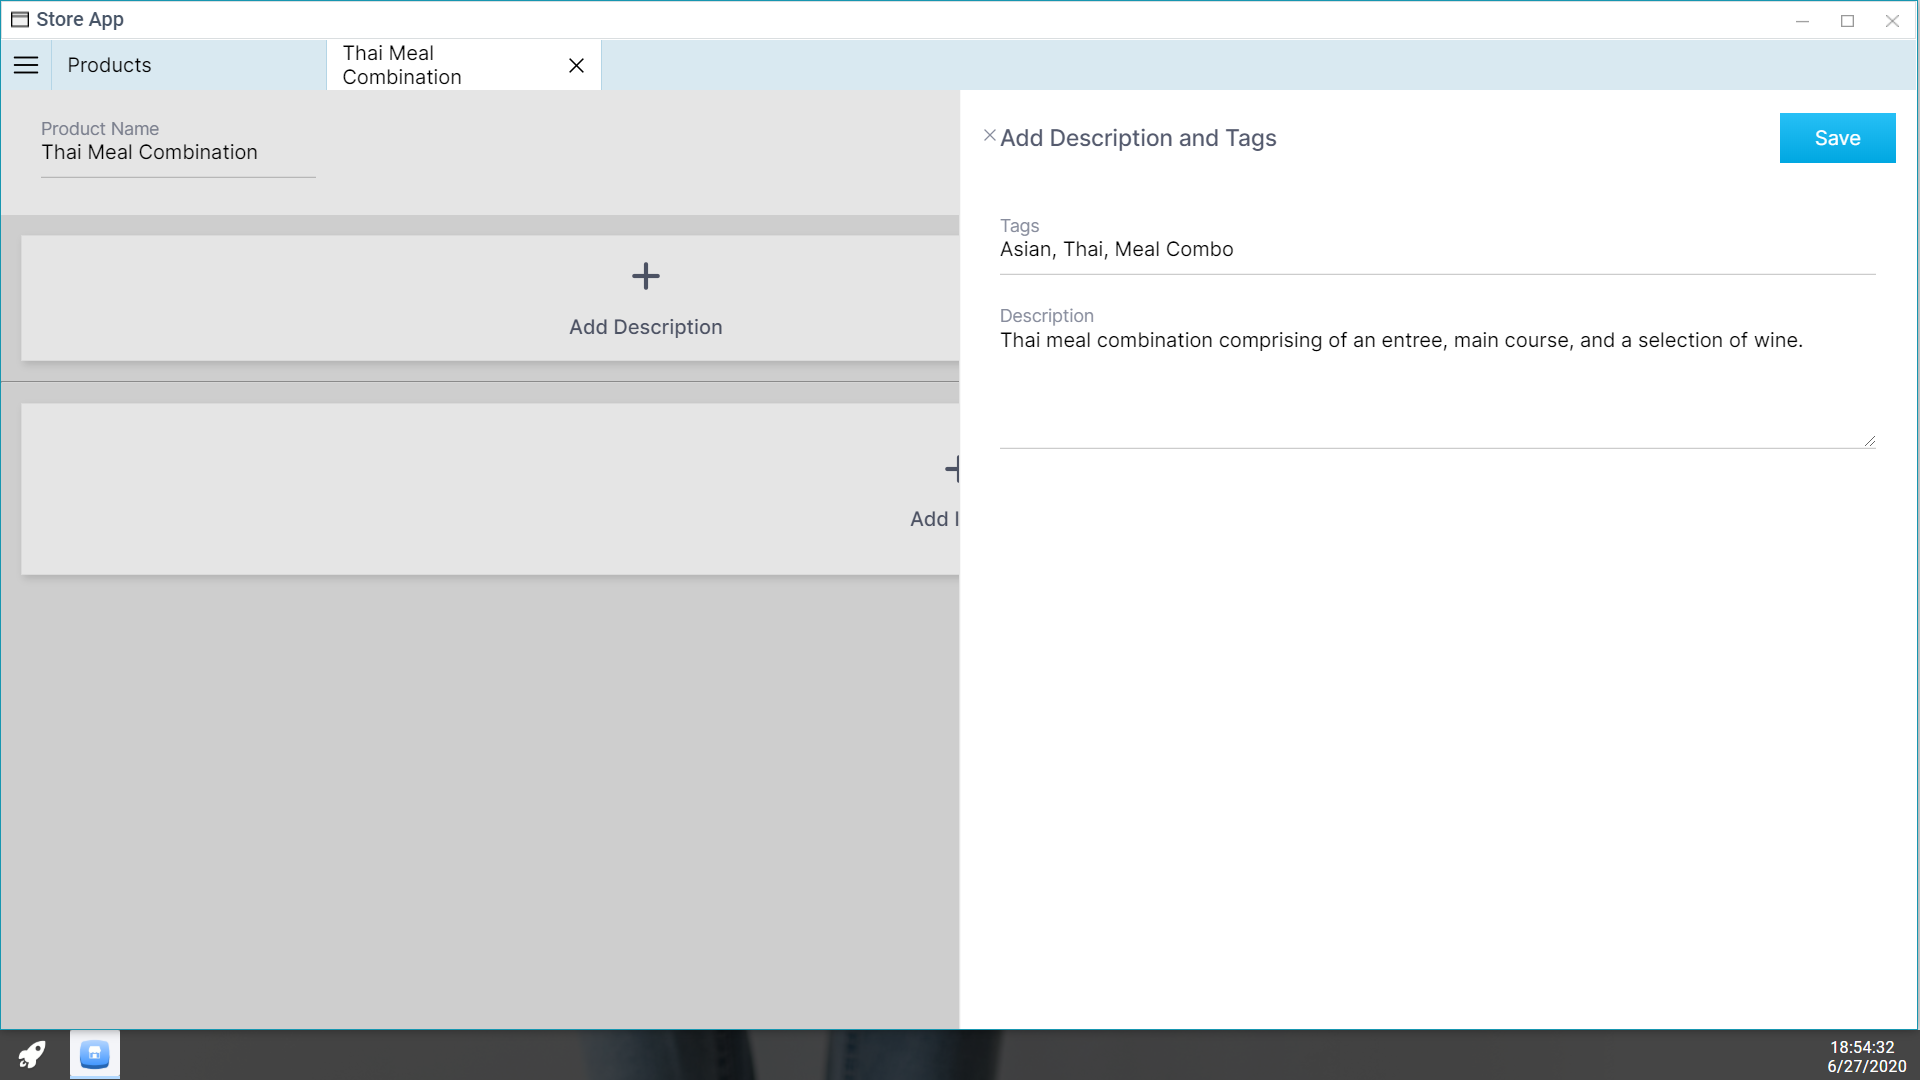 Store App
Products
Thai Meal
Combination
Product Name
Thai Meal Combination
Add Description and Tags
Save
Tags
Asian, Thai, Meal Combo
Description
Thai meal combination comprising of an entree, main course, and a selection of wine.
Add Description
Add
18:54:32
6/27/2020